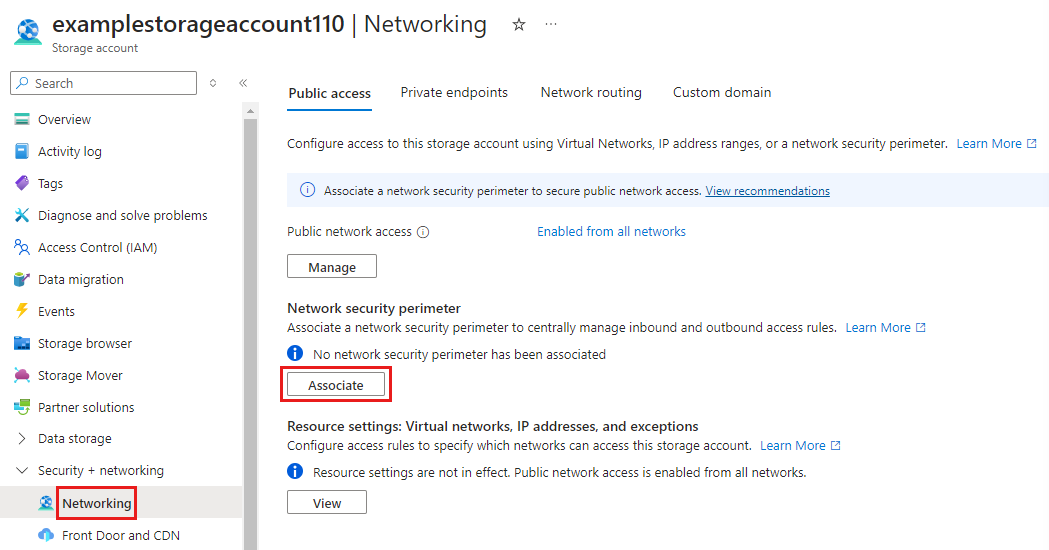 examplestorageaccount110 | Networking
Storage account
Search
Overview
Activity log
Tags
Diagnose and solve problems
Access Control (IAM)
Data migration
Events
Storage browser
Storage Mover
Partner solutions
Data storage
Security + networking
Networking
Front Door and CDN
Public access Private endpoints Network routing Custom domain
Configure access to this storage account using Virtual Networks, IP address ranges, or a network security perimeter. Learn More
Associate a network security perimeter to secure public network access. View recommendations
Public network access Enabled from all networks
Manage
Network security perimeter
Associate a network security perimeter to centrally manage inbound and outbound access rules. Learn More
No network security perimeter has been associated
Associate
Resource settings: Virtual networks, IP addresses, and exceptions
Configure access rules to specify which networks can access this storage account. Learn More
Resource settings are not in effect. Public network access is enabled from all networks.
View